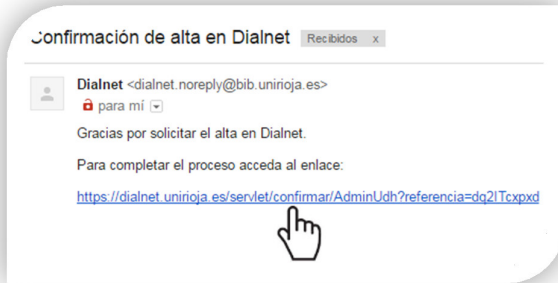 Confirmación de alta en Dialnet Recibidos x
Dialnet <dialnet.noreply@bib.unirioja.es>
para mí
Gracias por solicitar el alta en Dialnet.
Para completar el proceso acceda al enlace:
https://dialnet.unirioja.es/servlet/confirmar/AdminUdh?referencia=dq2ITcxpxd